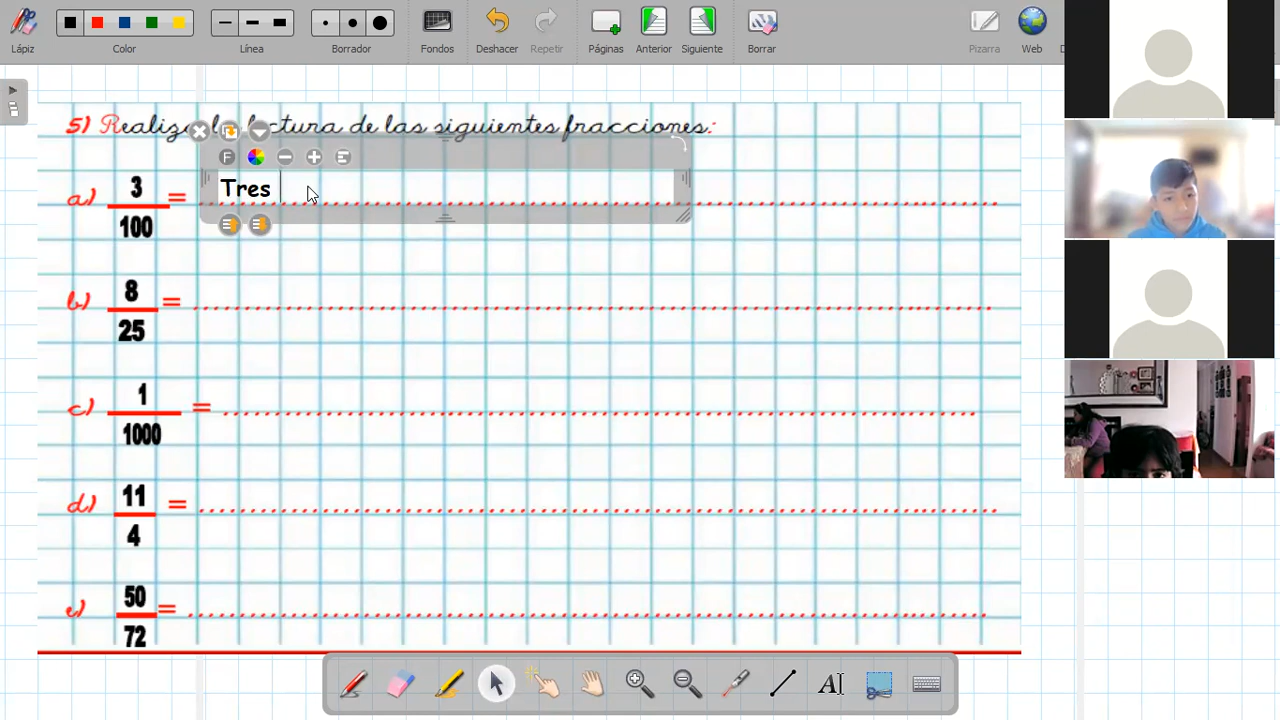 Lápiz Color Línea Borrador Fondos Deshacer Repetir Páginas Anterior Siguiente Borrar Pizarra Web
5) Realiza la lectura de las siguientes fracciones:
F
a) 3/100 = Tres
b) 8/25 =
c) 1/1000 =
d) 11/4 =
e) 50/72 =
AI